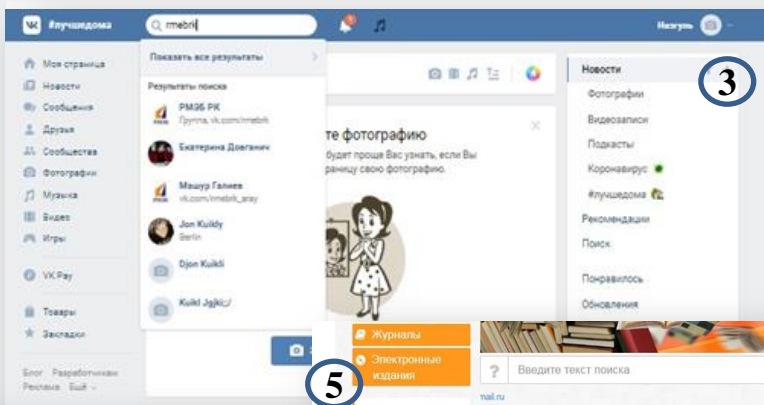 #лучшедома
rmebrk
Низгуль
Моя страница
Новости
Сообщения
Друзья
Сообщества
Фотографии
Музыка
Видео
Игры
VK Pay
Товары
Закладки
Блог Разработчикам
Реклама Ещё
Показать все результаты
Результаты поиска
РМЭБ РК
Группа, vk.com/rmebrk
Екатерина Довганич
Машур Галиев
vk.com/rmebrk_aray
Jon Kuikly
Berlin
Djon Kuikli
Kuikl
те фотографию
будет проще Вас узнать, если Вы
раницу свою фотографию.
Новости
3
Фотографии
Видеозаписи
Подкасты
Коронавирус
#лучшедома
Рекомендации
Поиск
Понравилось
Обновления
Журналы
Электронные
издания
5
? Введите текст поиска
mail.ru